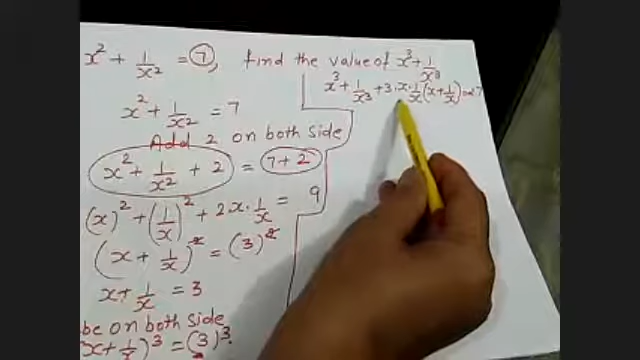 x² + 1/x² = 7, find the value of x³ + 1/x³
x³ + 1/x³ + 3·x·1/x (x + 1/x) = 27
x² + 1/x² = 7
Add 2 on both side
x² + 1/x² + 2 = 7 + 2
(x)² + (1/x)² + 2x·1/x = 9
(x + 1/x)² = (3)²
x + 1/x = 3
be on both side
x + 1/x)³ = (3)³